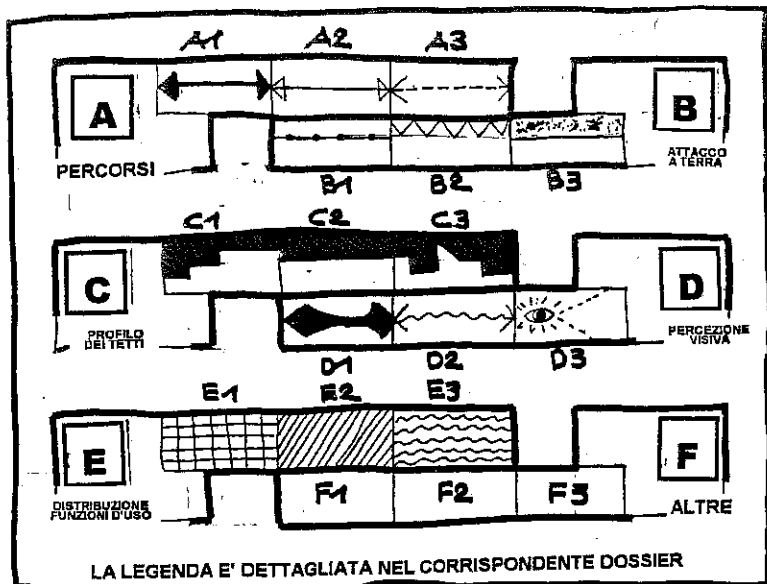 A1 A2 A3
A B
PERCORSI
ATTACCO
A TERRA
B1 B2 B3
C1 C2 C3
C D
PROFILO
DEI TETTI
PERCEZIONE
VISIVA
D1 D2 D3
E1 E2 E3
E F
DISTRIBUZIONE
FUNZIONI D'USO
F1 F2 F3
ALTRE
LA LEGENDA E' DETTAGLIATA NEL CORRISPONDENTE DOSSIER